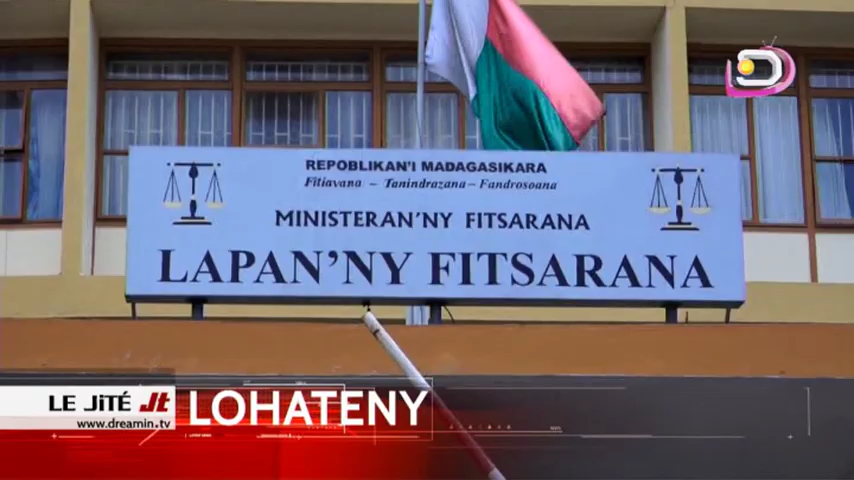 REPOBLIKAN'I MADAGASIKARA
Fitiavana – Tanindrazana – Fandrosoana
MINISTERAN'NY FITSARANA
LAPAN'NY FITSARANA
LE JiTÉ Jt
www.dreamin.tv
LOHATENY